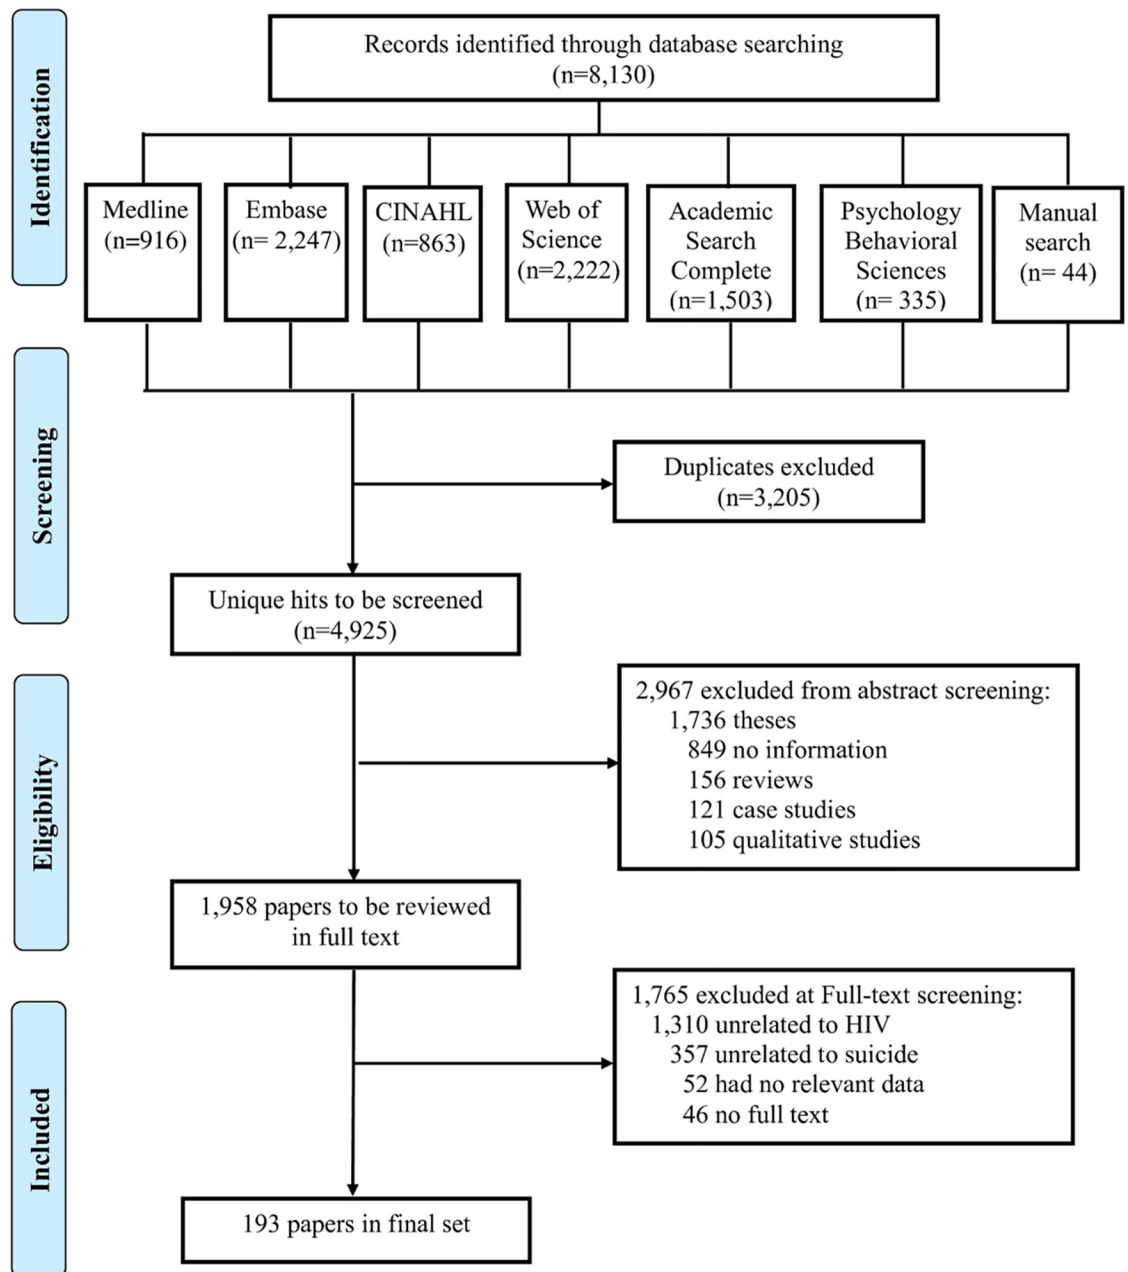 Identification
Records identified through database searching
(n=8,130)
Medline
(n=916)
Embase
(n= 2,247)
CINAHL
(n=863)
Web of
Science
(n=2,222)
Academic
Search
Complete
(n=1,503)
Psychology
Behavioral
Sciences
(n= 335)
Manual
search
(n= 44)
Screening
Duplicates excluded
(n=3,205)
Unique hits to be screened
(n=4,925)
Eligibility
2,967 excluded from abstract screening:
1,736 theses
849 no information
156 reviews
121 case studies
105 qualitative studies
1,958 papers to be reviewed
in full text
Included
1,765 excluded at Full-text screening:
1,310 unrelated to HIV
357 unrelated to suicide
52 had no relevant data
46 no full text
193 papers in final set